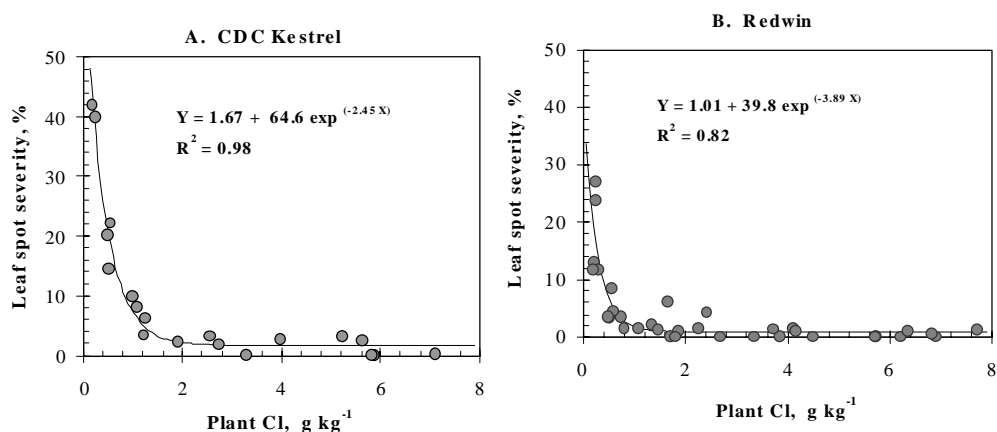 A. CDC Kestrel
50
40
30
20
10
0
Leaf spot severity, %
Y = 1.67 + 64.6 exp (-2.45 X)
R2 = 0.98
0 2 4 6 8
Plant Cl, g kg-1
B. Redwin
50
40
30
20
10
0
Leaf spot severity, %
Y = 1.01 + 39.8 exp (-3.89 X)
R2 = 0.82
0 2 4 6 8
Plant Cl, g kg-1